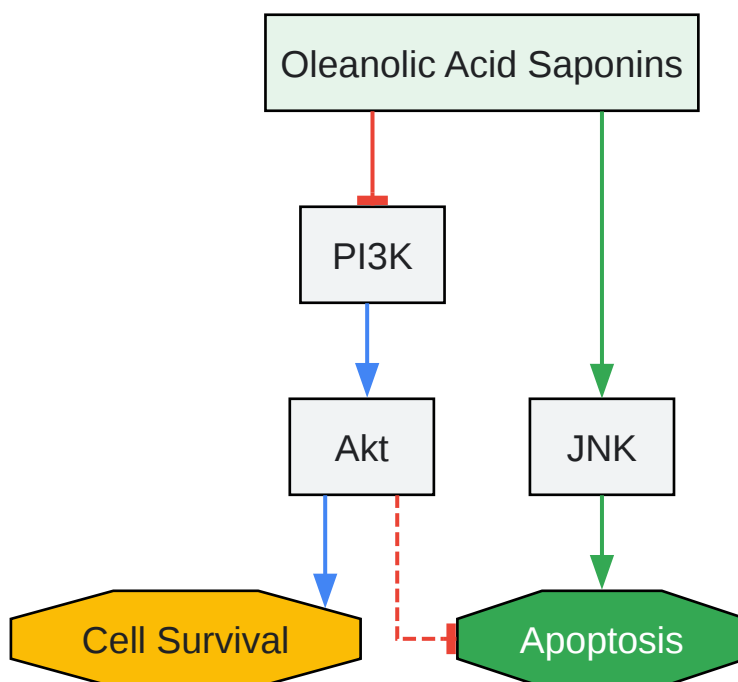 Oleanolic Acid Saponins
PI3K
Akt
JNK
Cell Survival
Apoptosis